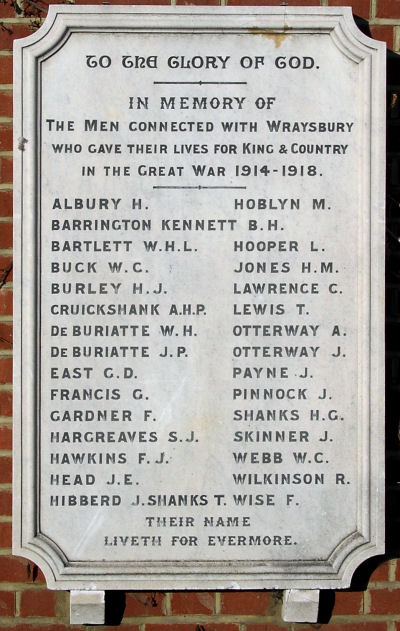 TO THE GLORY OF GOD.
IN MEMORY OF
THE MEN CONNECTED WITH WRAYSBURY
WHO GAVE THEIR LIVES FOR KING & COUNTRY
IN THE GREAT WAR 1914-1918.
ALBURY H. HOBLYN M.
BARRINGTON KENNETT B.H.
BARTLETT W.H.L. HOOPER L.
BUCK W.C. JONES H.M.
BURLEY H.J. LAWRENCE C.
CRUICKSHANK A.H.P. LEWIS T.
DE BURIATTE W.H. OTTERWAY A.
DE BURIATTE J.P. OTTERWAY J.
EAST G.D. PAYNE J.
FRANCIS G. PINNOCK J.
GARDNER F. SHANKS H.G.
HARGREAVES S.J. SKINNER J.
HAWKINS F.J. WEBB W.C.
HEAD J.E. WILKINSON R.
HIBBERD J. SHANKS T. WISE F.
THEIR NAME
LIVETH FOR EVERMORE.